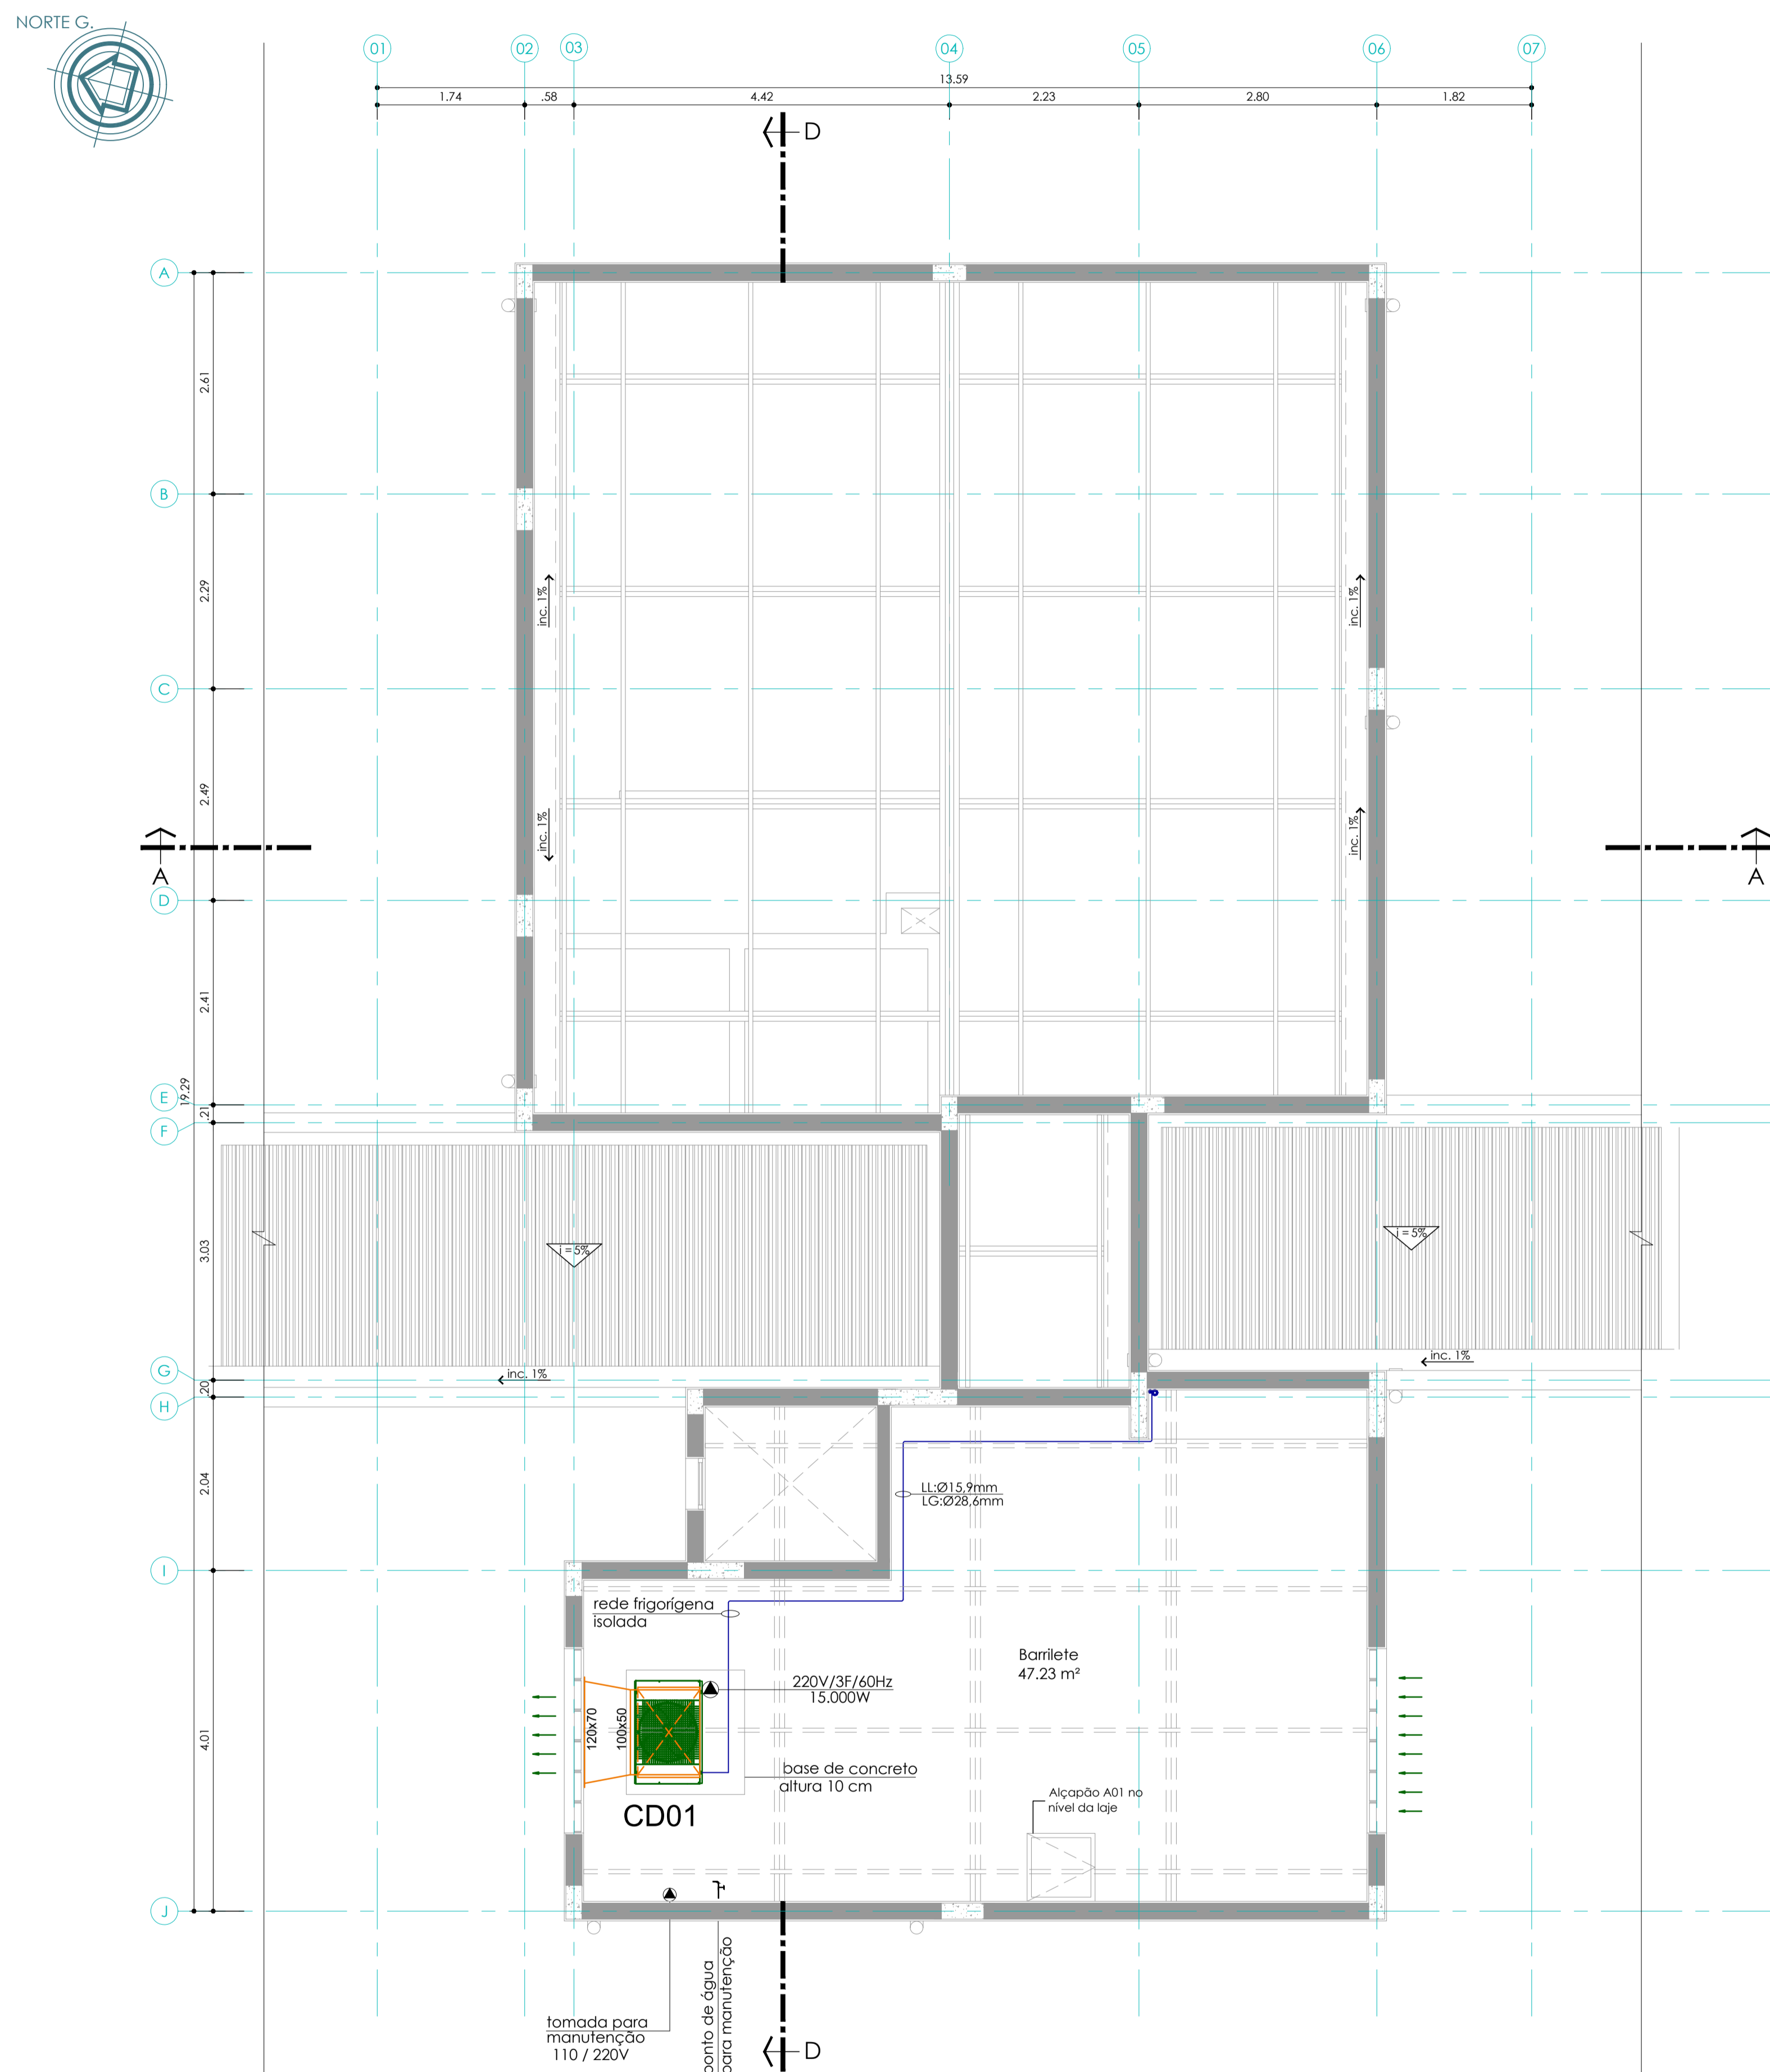 NORTE G.
01
02
03
04
05
06
07
13.59
1.74
.58
4.42
2.23
2.80
1.82
D
A
2.61
B
2.29
inc. 1%
inc. 1%
C
2.49
inc. 1%
inc. 1%
A
A
D
2.41
E
19.29
.21
F
3.03
i = 5%
i = 5%
G
inc. 1%
inc. 1%
.20
H
2.04
LL:Ø15,9mm
LG:Ø28,6mm
I
rede frigorígena
isolada
Barrilete
47.23 m²
220V/3F/60Hz
15.000W
120x70
100x50
4.01
base de concreto
altura 10 cm
CD01
Alçapão A01 no
nível da laje
J
tomada para
manutenção
110 / 220V
ponto de água
para manutenção
D